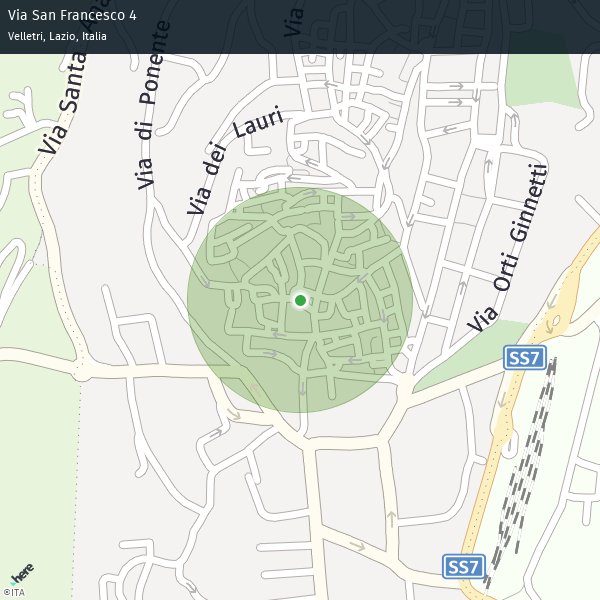 Via San Francesco 4
Velletri, Lazio, Italia
Via
Via Santa
Via di Ponente
Via dei Lauri
Via Orti Ginnetti
SS7
SS7
here
©ITA